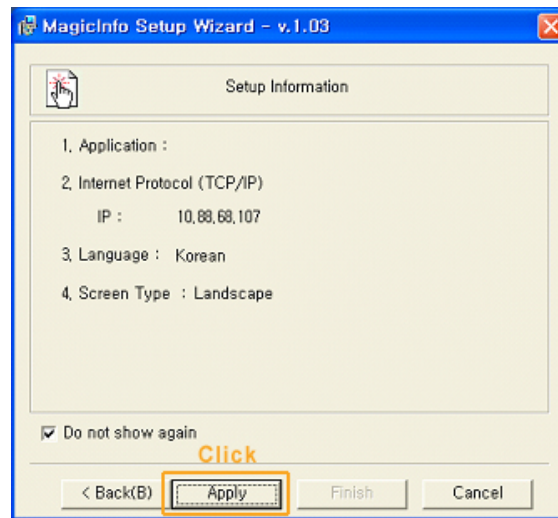 MagicInfo Setup Wizard - v.1.03
Setup Information
1. Application :
2. Internet Protocol (TCP/IP)
IP : 10.88.68.107
3. Language : Korean
4. Screen Type : Landscape
Do not show again
Click
< Back(B) Apply Finish Cancel